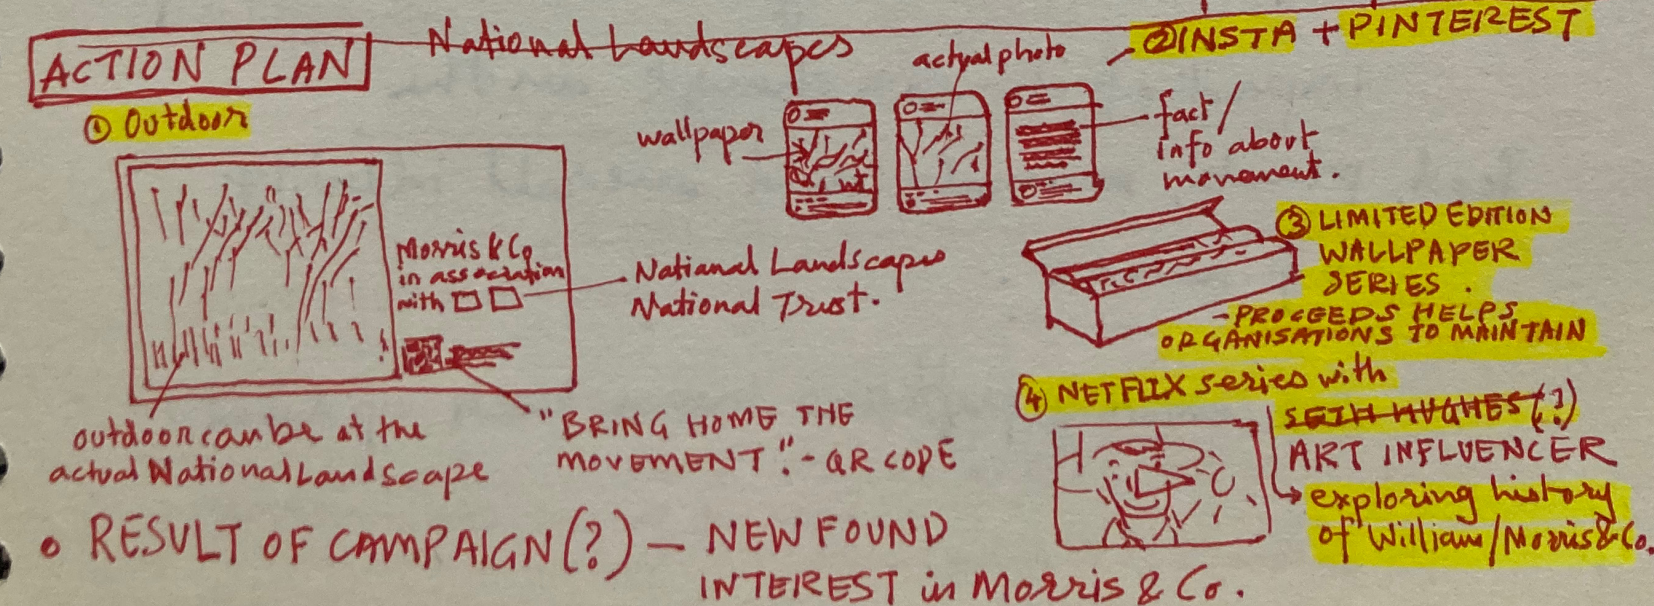 ACTION PLAN
National Landscapes
① Outdoor
Morris & Co
in association
with
National Landscapes
National Trust.
outdoor can be at the
actual National Landscape
"BRING HOME THE
MOVEMENT." - QR CODE
② INSTA + PINTEREST
actual photo
wallpaper
fact/
info about
movement.
③ LIMITED EDITION
WALLPAPER
SERIES.
- PROCEEDS HELPS
ORGANISATIONS TO MAINTAIN
④ NETFLIX series with
SETH HUGHES (?)
ART INFLUENCER
exploring history
of William/Morris & Co.
• RESULT OF CAMPAIGN (?) — NEW FOUND
INTEREST in Morris & Co.